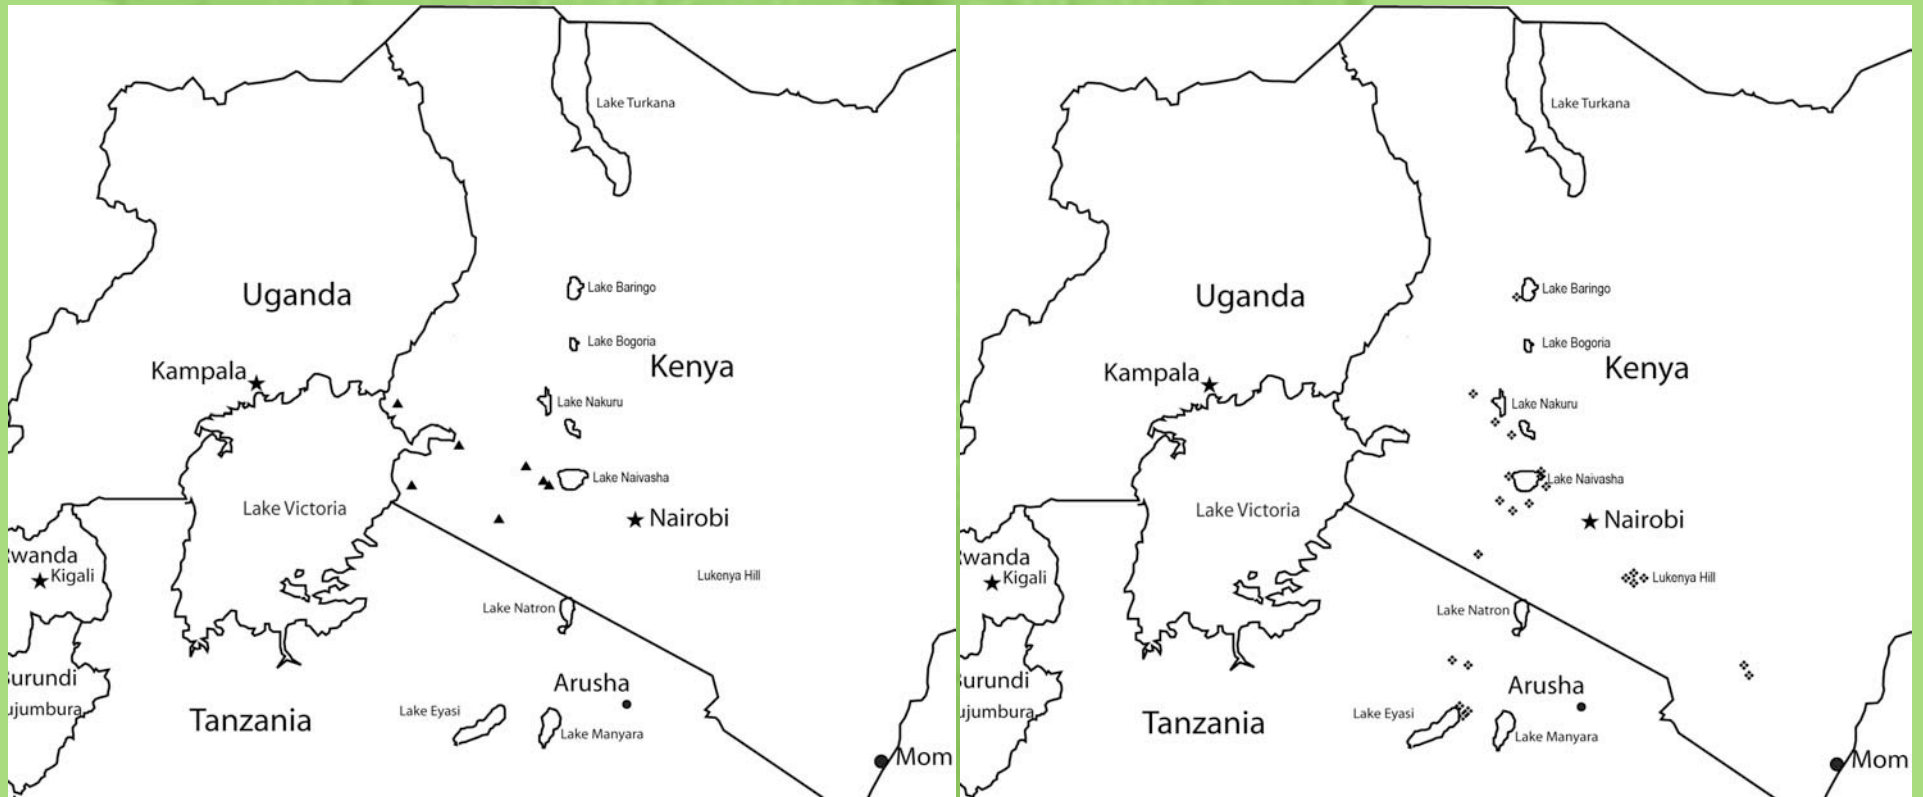 Lake Turkana
Lake Baringo
Uganda
Lake Bogoria
Kenya
Kampala
Lake Nakuru
Lake Naivasha
Lake Victoria
Nairobi
wanda
Kigali
Lukenya Hill
Lake Natron
urundi
Arusha
ujumbura
Lake Eyasi
Tanzania
Lake Manyara
Mom
Lake Turkana
Lake Baringo
Uganda
Lake Bogoria
Kenya
Kampala
Lake Nakuru
Lake Naivasha
Lake Victoria
Nairobi
wanda
Kigali
Lukenya Hill
Lake Natron
urundi
Arusha
ujumbura
Lake Eyasi
Tanzania
Lake Manyara
Mom